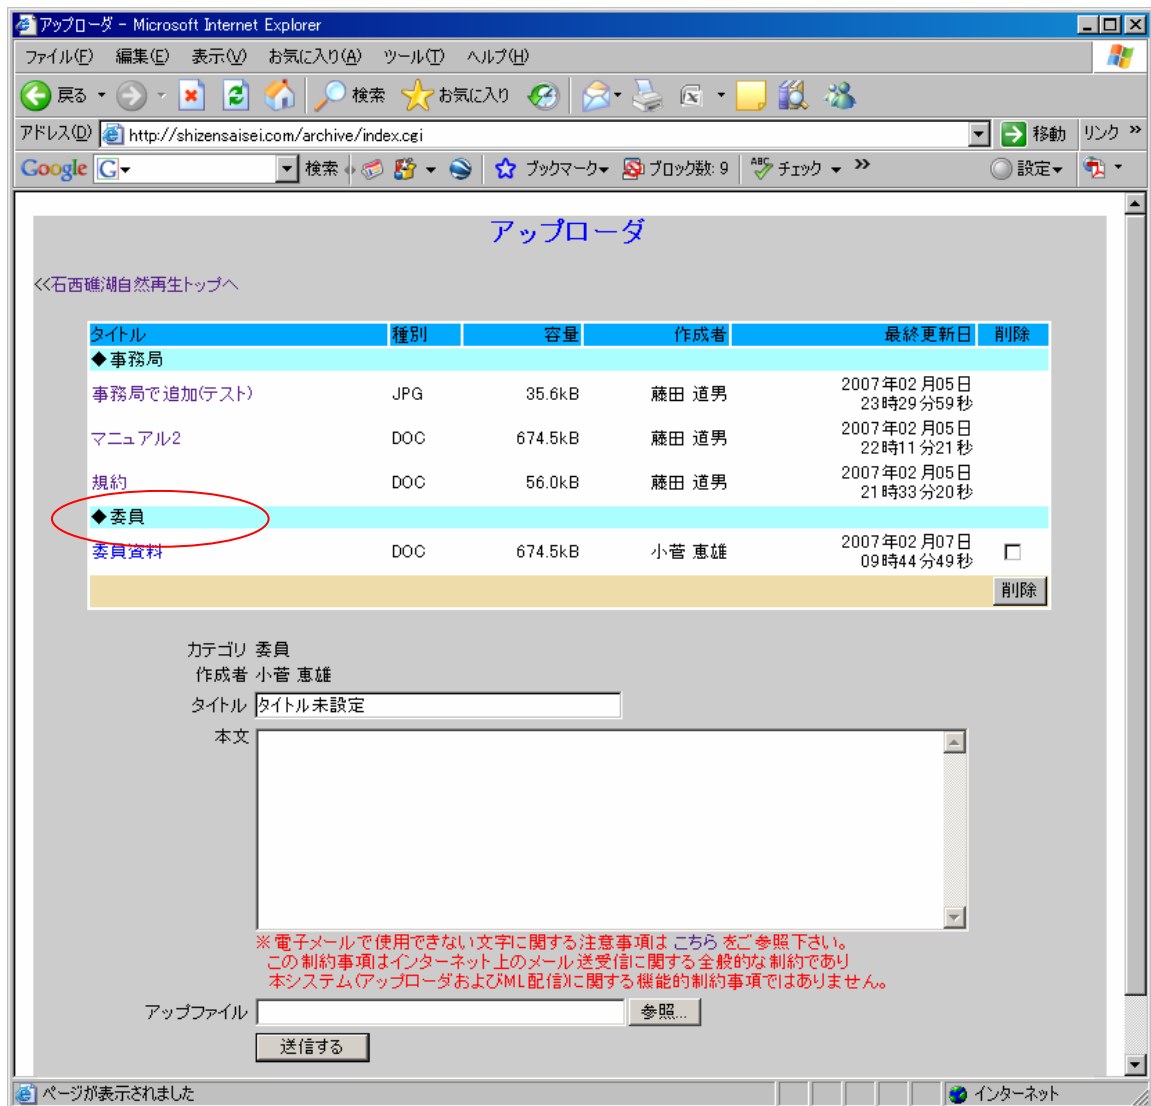 アップローダ - Microsoft Internet Explorer
ファイル(F) 編集(E) 表示(V) お気に入り(A) ツール(T) ヘルプ(H)
戻る 検索 お気に入り
アドレス(D) http://shizensaisei.com/archive/index.cgi 移動 リンク »
Google G 検索 ブックマーク ブロック数: 9 ABC チェック » 設定
アップローダ
<<石西礁湖自然再生トップへ
タイトル 種別 容量 作成者 最終更新日 削除
◆事務局
事務局で追加(テスト) JPG 35.6kB 藤田 道男 2007年02月05日
23時29分59秒
マニュアル2 DOC 674.5kB 藤田 道男 2007年02月05日
22時11分21秒
規約 DOC 56.0kB 藤田 道男 2007年02月05日
21時33分20秒
◆委員
委員資料 DOC 674.5kB 小菅 恵雄 2007年02月07日
09時44分49秒
削除
カテゴリ 委員
作成者 小菅 恵雄
タイトル タイトル未設定
本文
※電子メールで使用できない文字に関する注意事項は こちら をご参照下さい。
この制約事項はインターネット上のメール送受信に関する全般的な制約であり
本システム(アップローダおよびML配信)に関する機能的制約事項ではありません。
アップファイル 参照...
送信する
ページが表示されました インターネット